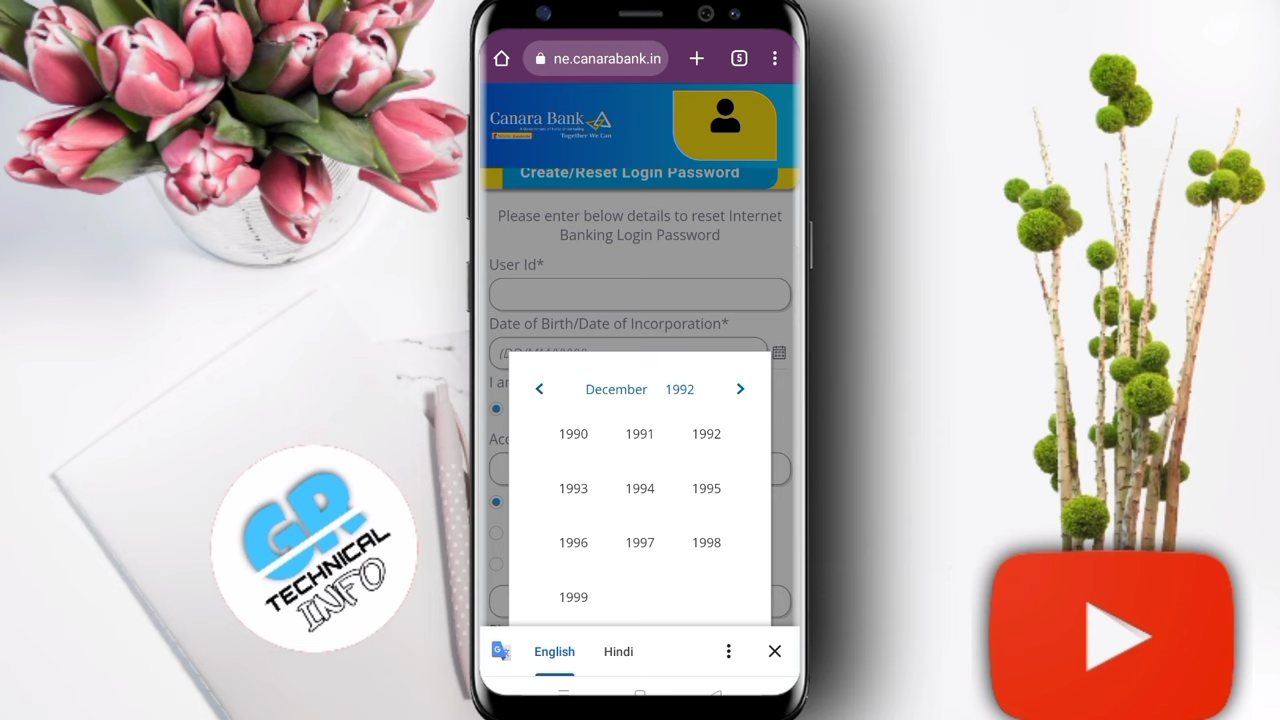 ne.canarabank.in
5
Canara Bank
Together We Can
Create/Reset Login Password
Please enter below details to reset Internet
Banking Login Password
User Id*
Date of Birth/Date of Incorporation*
I am
December 1992
1990 1991 1992
Acc
1993 1994 1995
1996 1997 1998
1999
English Hindi
GR
TECHNICAL
INFO